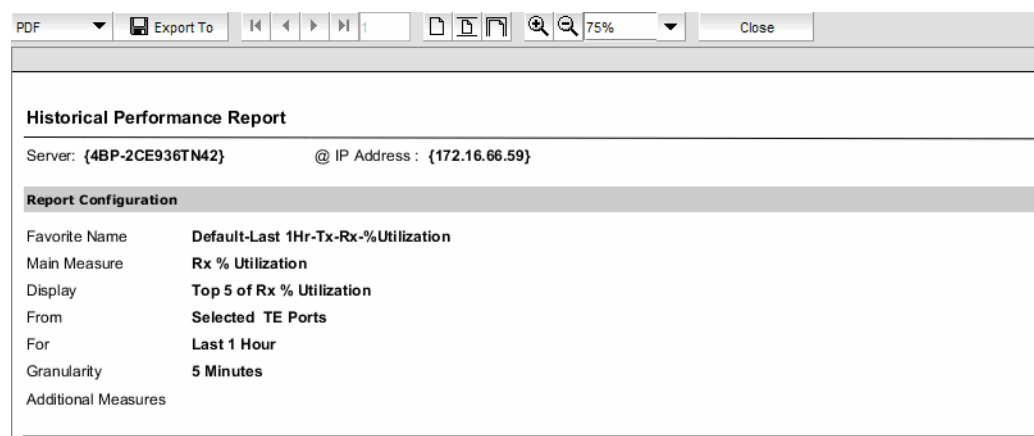 PDF Export To 1 75% Close
Historical Performance Report
Server: {4BP-2CE936TN42} @ IP Address : {172.16.66.59}
Report Configuration
Favorite Name Default-Last 1Hr-Tx-Rx-%Utilization
Main Measure Rx % Utilization
Display Top 5 of Rx % Utilization
From Selected TE Ports
For Last 1 Hour
Granularity 5 Minutes
Additional Measures